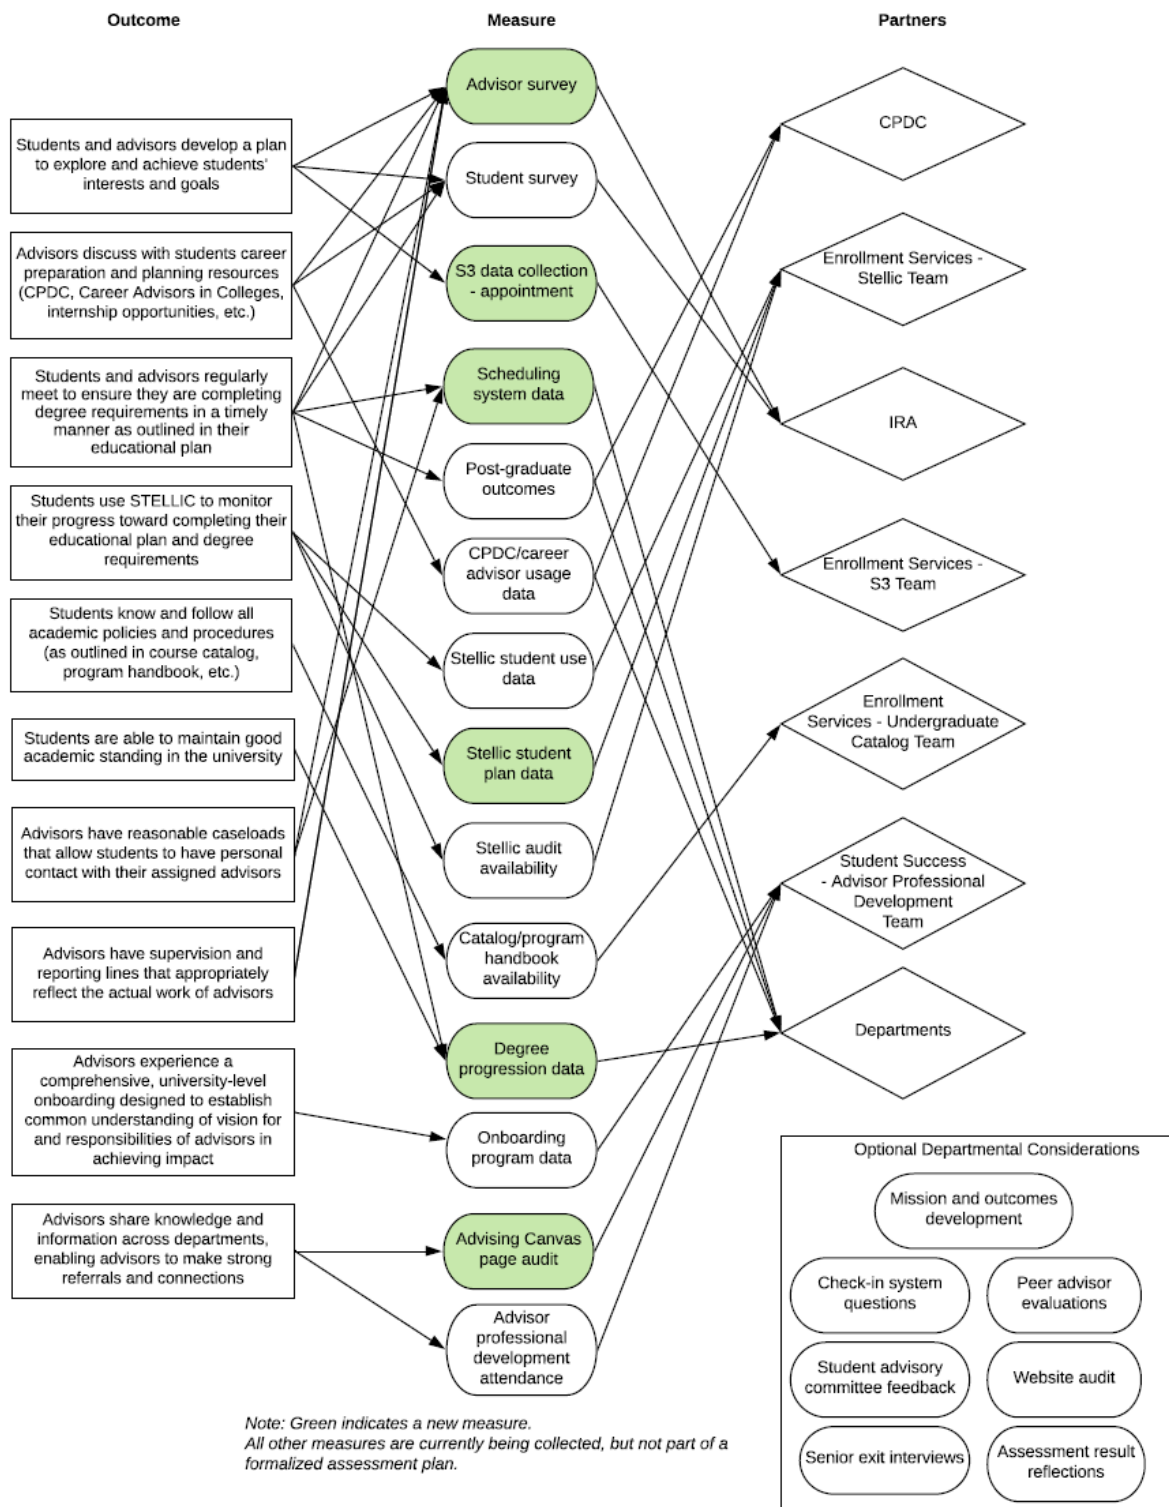 Outcome
Measure
Partners
Students and advisors develop a plan
to explore and achieve students'
interests and goals
Advisors discuss with students career
preparation and planning resources
(CPDC, Career Advisors in Colleges,
internship opportunities, etc.)
Students and advisors regularly
meet to ensure they are completing
degree requirements in a timely
manner as outlined in their
educational plan
Students use STELLIC to monitor
their progress toward completing their
educational plan and degree
requirements
Students know and follow all
academic policies and procedures
(as outlined in course catalog,
program handbook, etc.)
Students are able to maintain good
academic standing in the university
Advisors have reasonable caseloads
that allow students to have personal
contact with their assigned advisors
Advisors have supervision and
reporting lines that appropriately
reflect the actual work of advisors
Advisors experience a
comprehensive, university-level
onboarding designed to establish
common understanding of vision for
and responsibilities of advisors in
achieving impact
Advisors share knowledge and
information across departments,
enabling advisors to make strong
referrals and connections
Advisor survey
Student survey
S3 data collection
- appointment
Scheduling
system data
Post-graduate
outcomes
CPDC/career
advisor usage
data
Stellic student use
data
Stellic student
plan data
Stellic audit
availability
Catalog/program
handbook
availability
Degree
progression data
Onboarding
program data
Advising Canvas
page audit
Advisor
professional
development
attendance
CPDC
Enrollment Services -
Stellic Team
IRA
Enrollment Services -
S3 Team
Enrollment
Services - Undergraduate
Catalog Team
Student Success
- Advisor Professional
Development
Team
Departments
Optional Departmental Considerations
Mission and outcomes
development
Check-in system
questions
Peer advisor
evaluations
Student advisory
committee feedback
Website audit
Senior exit interviews
Assessment result
reflections
Note: Green indicates a new measure.
All other measures are currently being collected, but not part of a
formalized assessment plan.